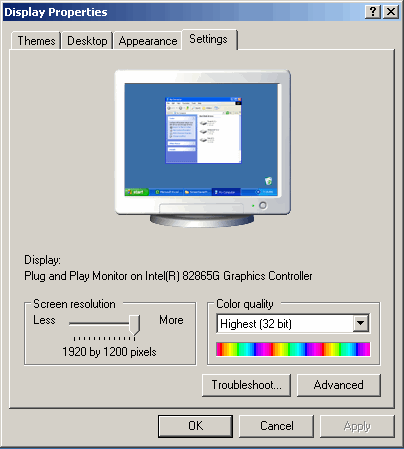 Display Properties
Themes Desktop Appearance Settings
start
Display:
Plug and Play Monitor on Intel(R) 82865G Graphics Controller
Screen resolution
Less More
1920 by 1200 pixels
Color quality
Highest (32 bit)
Troubleshoot... Advanced
OK Cancel Apply